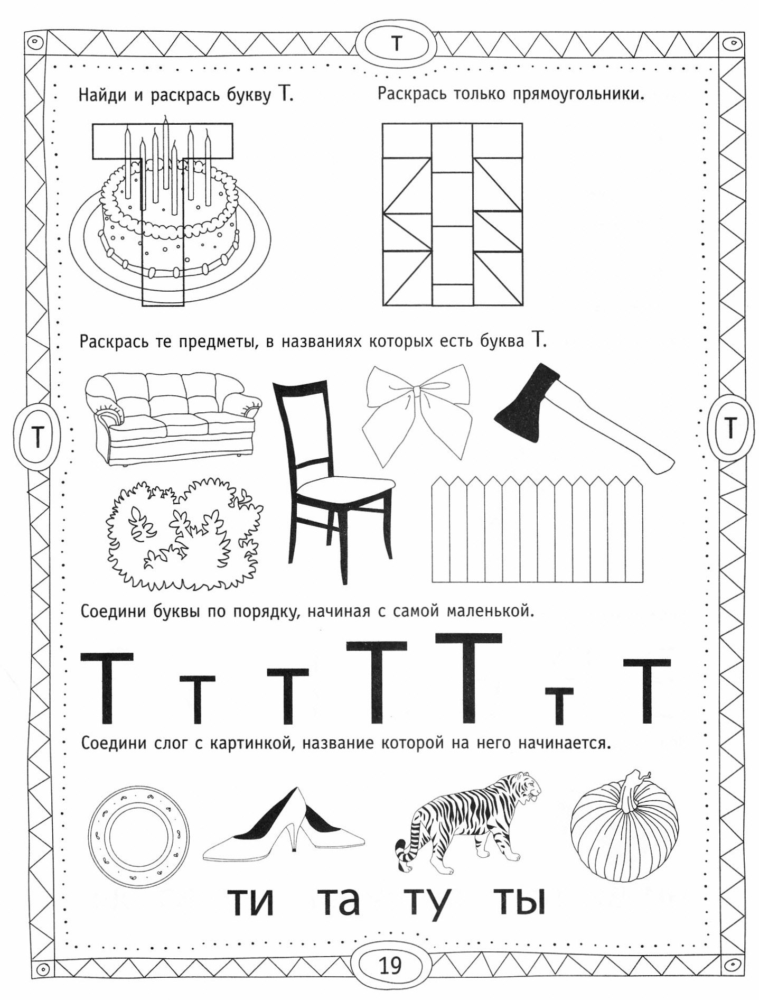 Т
Найди и раскрась букву Т.
Раскрась только прямоугольники.
Раскрась те предметы, в названиях которых есть буква Т.
Т
Т
Соедини буквы по порядку, начиная с самой маленькой.
Т Т Т Т Т Т Т
Соедини слог с картинкой, название которой на него начинается.
ти та ту ты
19